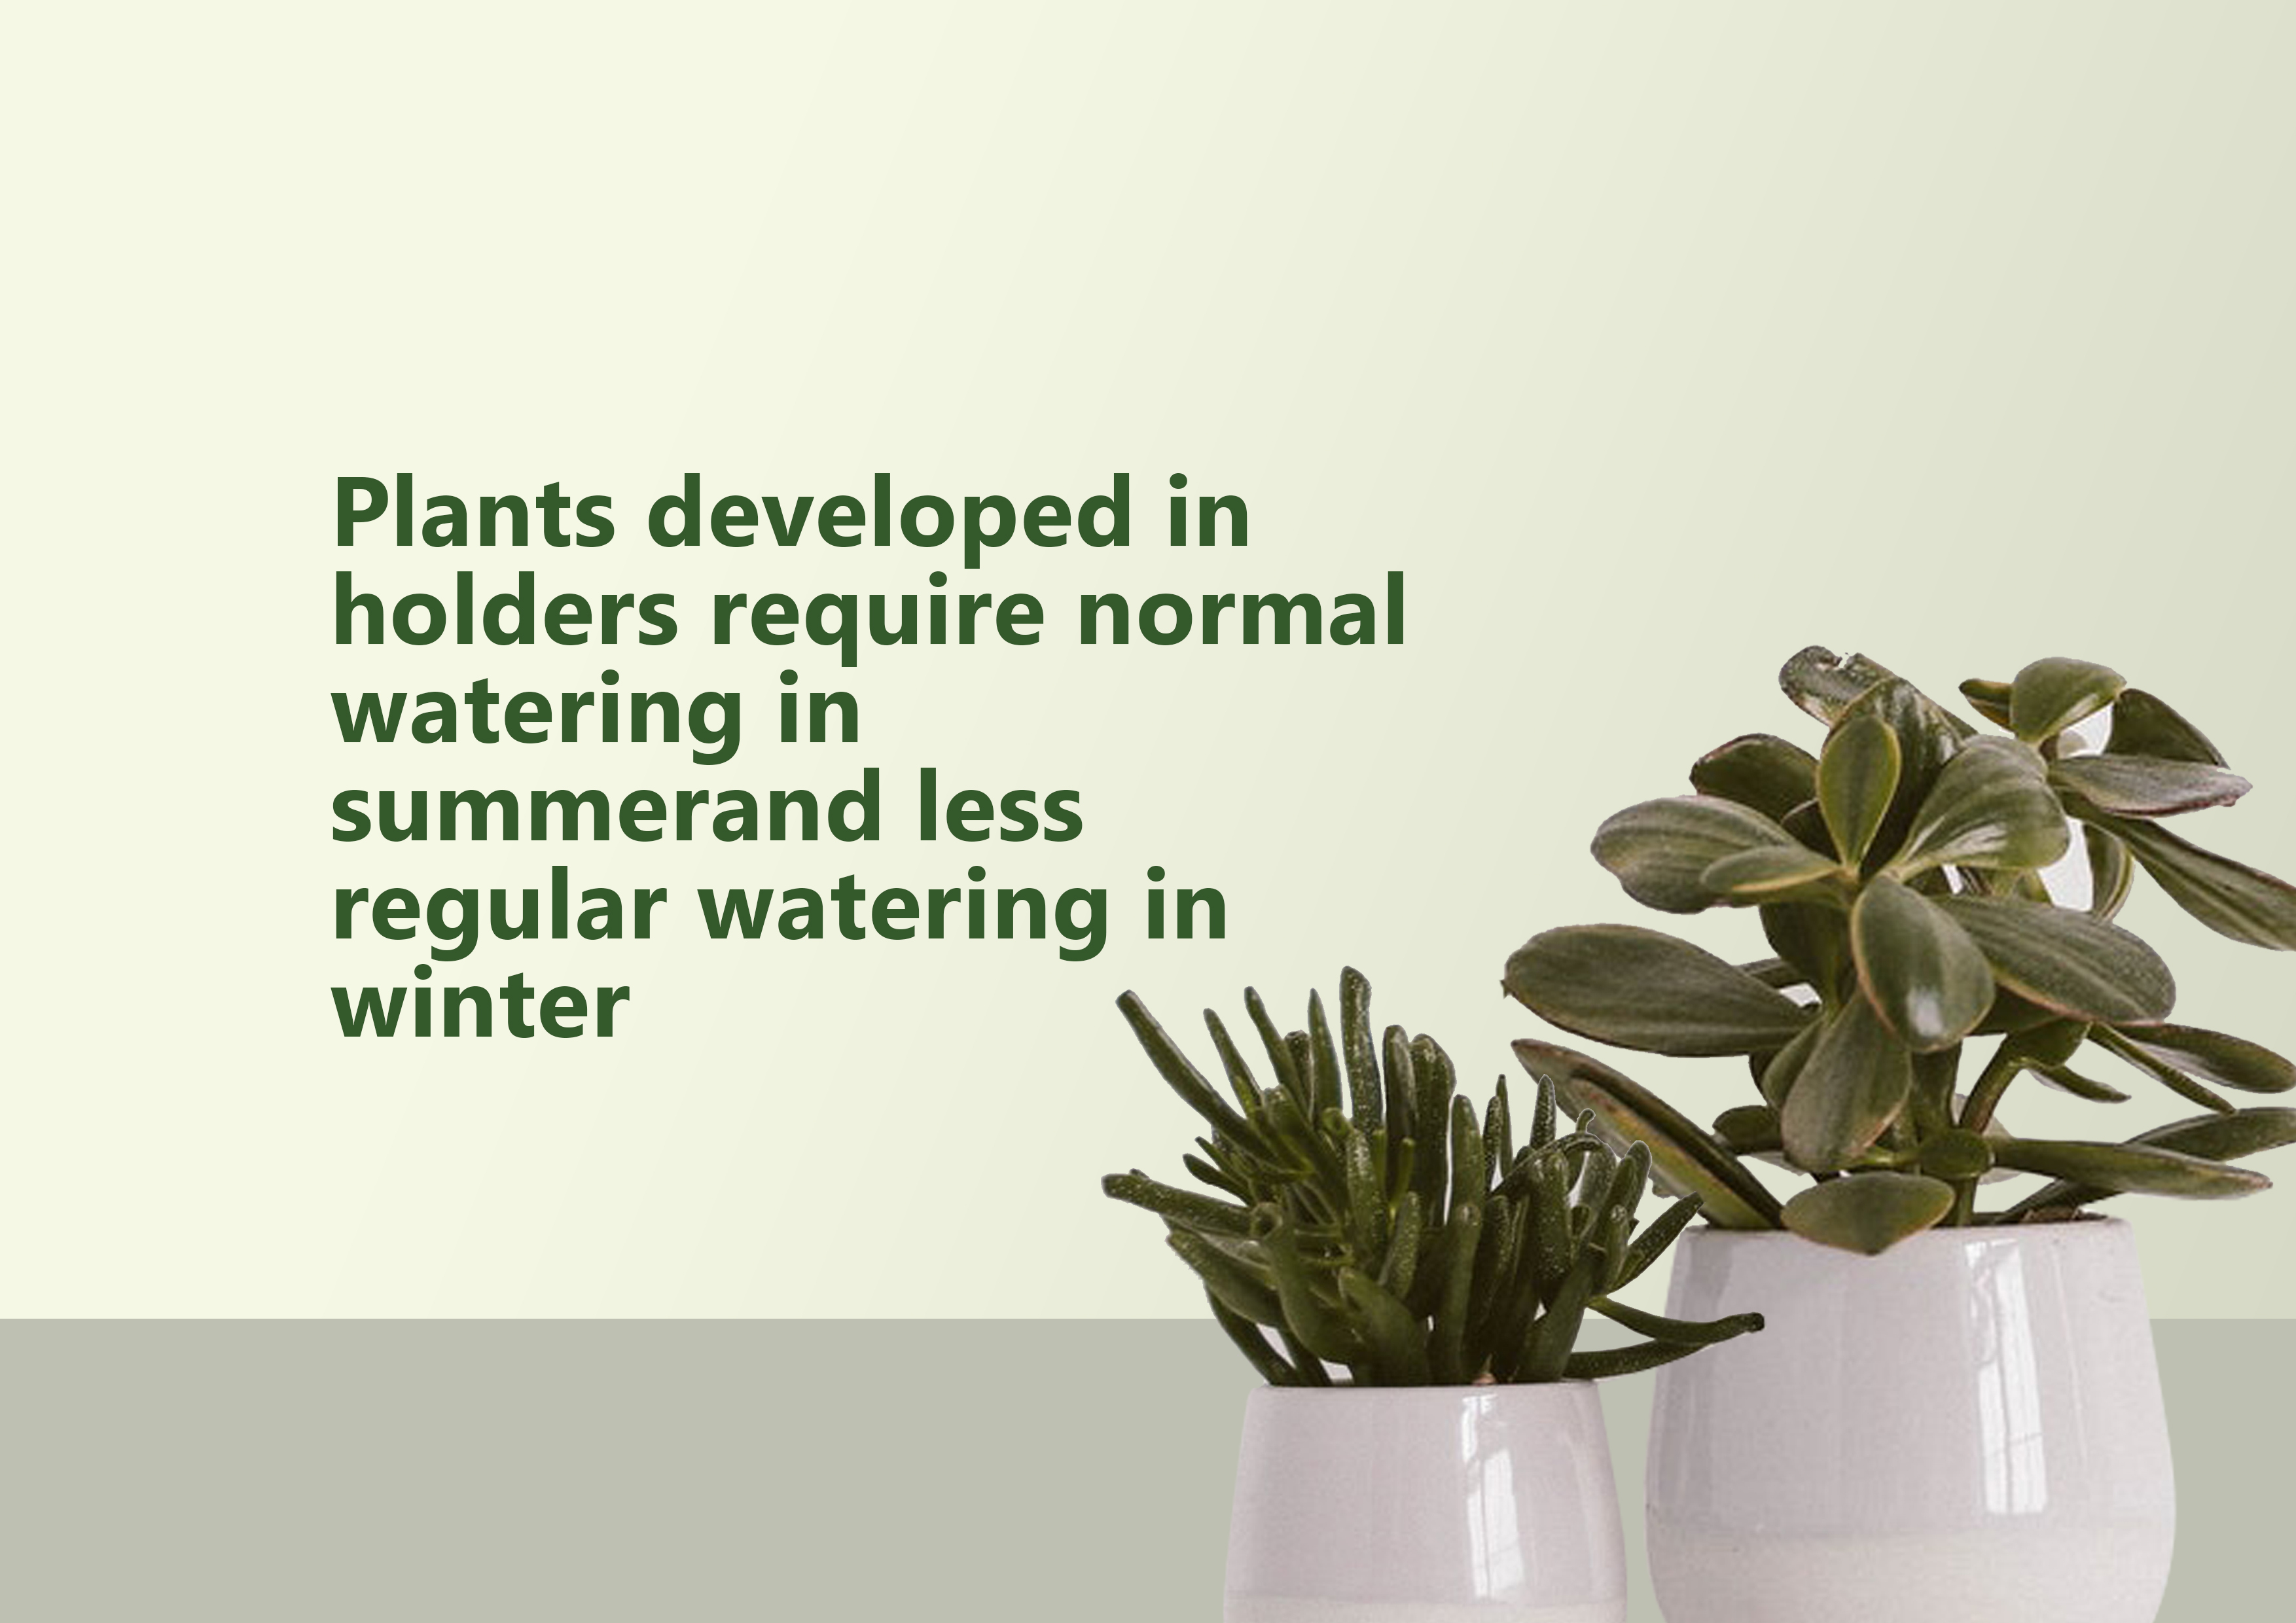 Plants developed in
holders require normal
watering in
summerand less
regular watering in
winter